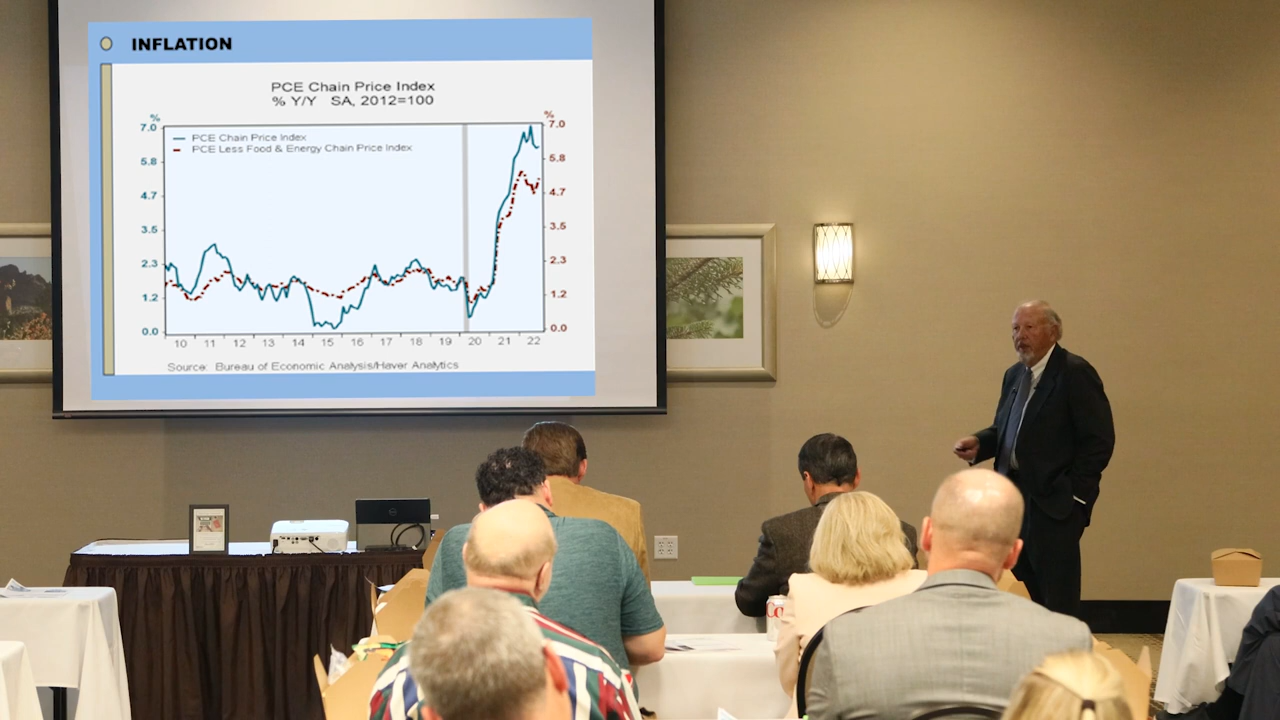 INFLATION
PCE Chain Price Index
% Y/Y SA, 2012=100
% %
7.0 7.0
PCE Chain Price Index
PCE Less Food & Energy Chain Price Index
5.8 5.8
4.7 4.7
3.5 3.5
2.3 2.3
1.2 1.2
0.0 0.0
10 11 12 13 14 15 16 17 18 19 20 21 22
Source: Bureau of Economic Analysis/Haver Analytics
Co